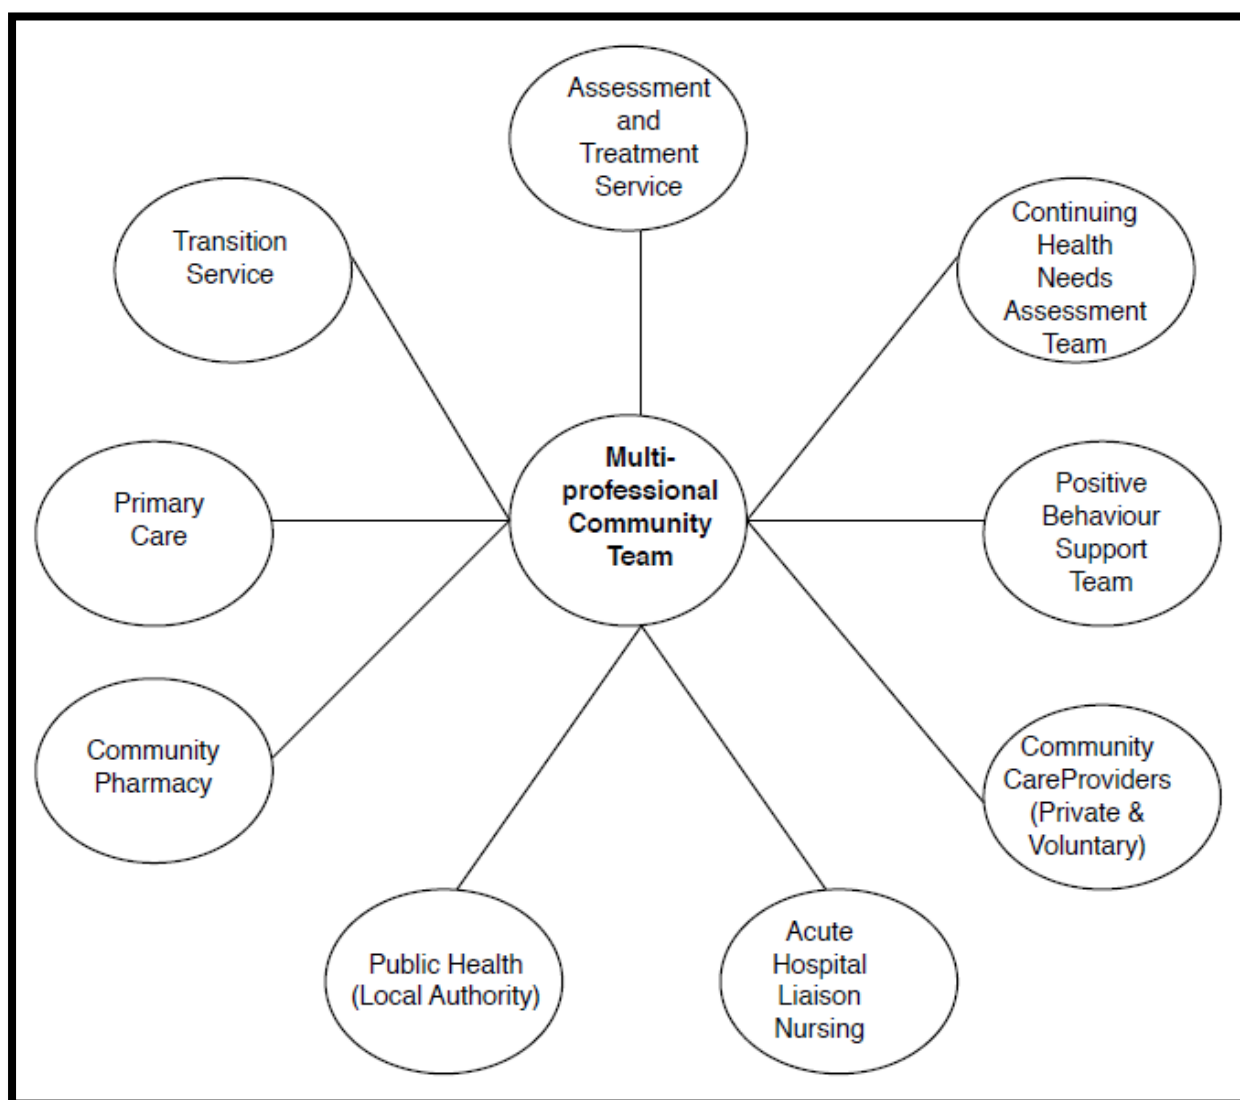 Assessment
and
Treatment
Service
Transition
Service
Continuing
Health
Needs
Assessment
Team
Multi-
professional
Community
Team
Primary
Care
Positive
Behaviour
Support
Team
Community
Pharmacy
Community
CareProviders
(Private &
Voluntary)
Public Health
(Local Authority)
Acute
Hospital
Liaison
Nursing